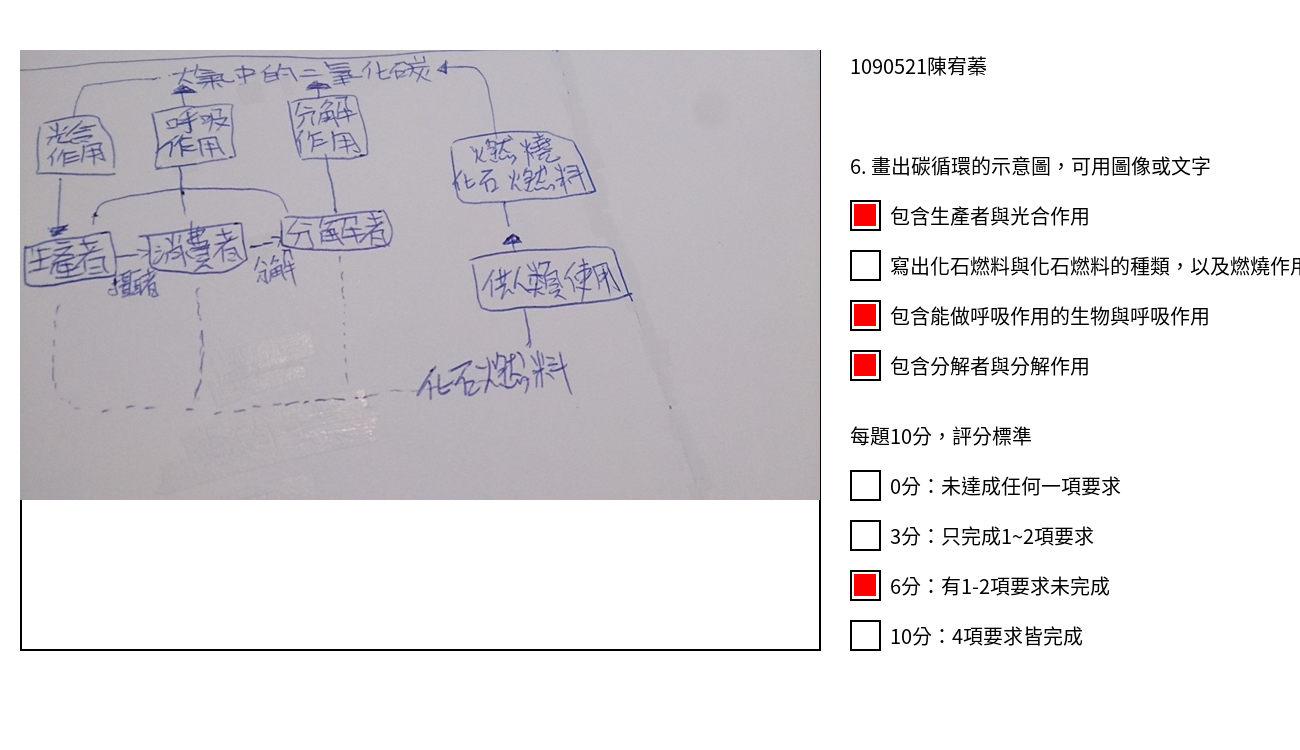 大氣中的二氧化碳
光合
作用
呼吸
作用
分解
作用
燃燒
化石燃料
生產者
消費者
分解者
分解
供人類使用
化石燃料
1090521陳宥蓁
6. 畫出碳循環的示意圖，可用圖像或文字
包含生產者與光合作用
寫出化石燃料與化石燃料的種類，以及燃燒作用
包含能做呼吸作用的生物與呼吸作用
包含分解者與分解作用
每題10分，評分標準
0分：未達成任何一項要求
3分：只完成1~2項要求
6分：有1-2項要求未完成
10分：4項要求皆完成